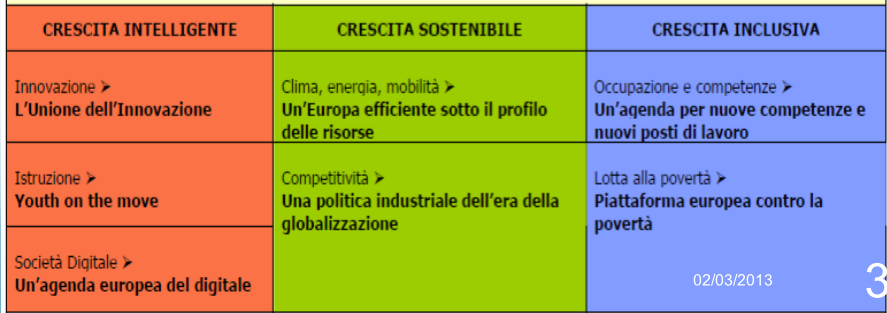 CRESCITA INTELLIGENTE
CRESCITA SOSTENIBILE
CRESCITA INCLUSIVA
Innovazione ➢
L'Unione dell'Innovazione
Clima, energia, mobilità ➢
Un'Europa efficiente sotto il profilo
delle risorse
Occupazione e competenze ➢
Un'agenda per nuove competenze e
nuovi posti di lavoro
Istruzione ➢
Youth on the move
Competitività ➢
Una politica industriale dell'era della
globalizzazione
Lotta alla povertà ➢
Piattaforma europea contro la
povertà
Società Digitale ➢
Un'agenda europea del digitale
02/03/2013
3